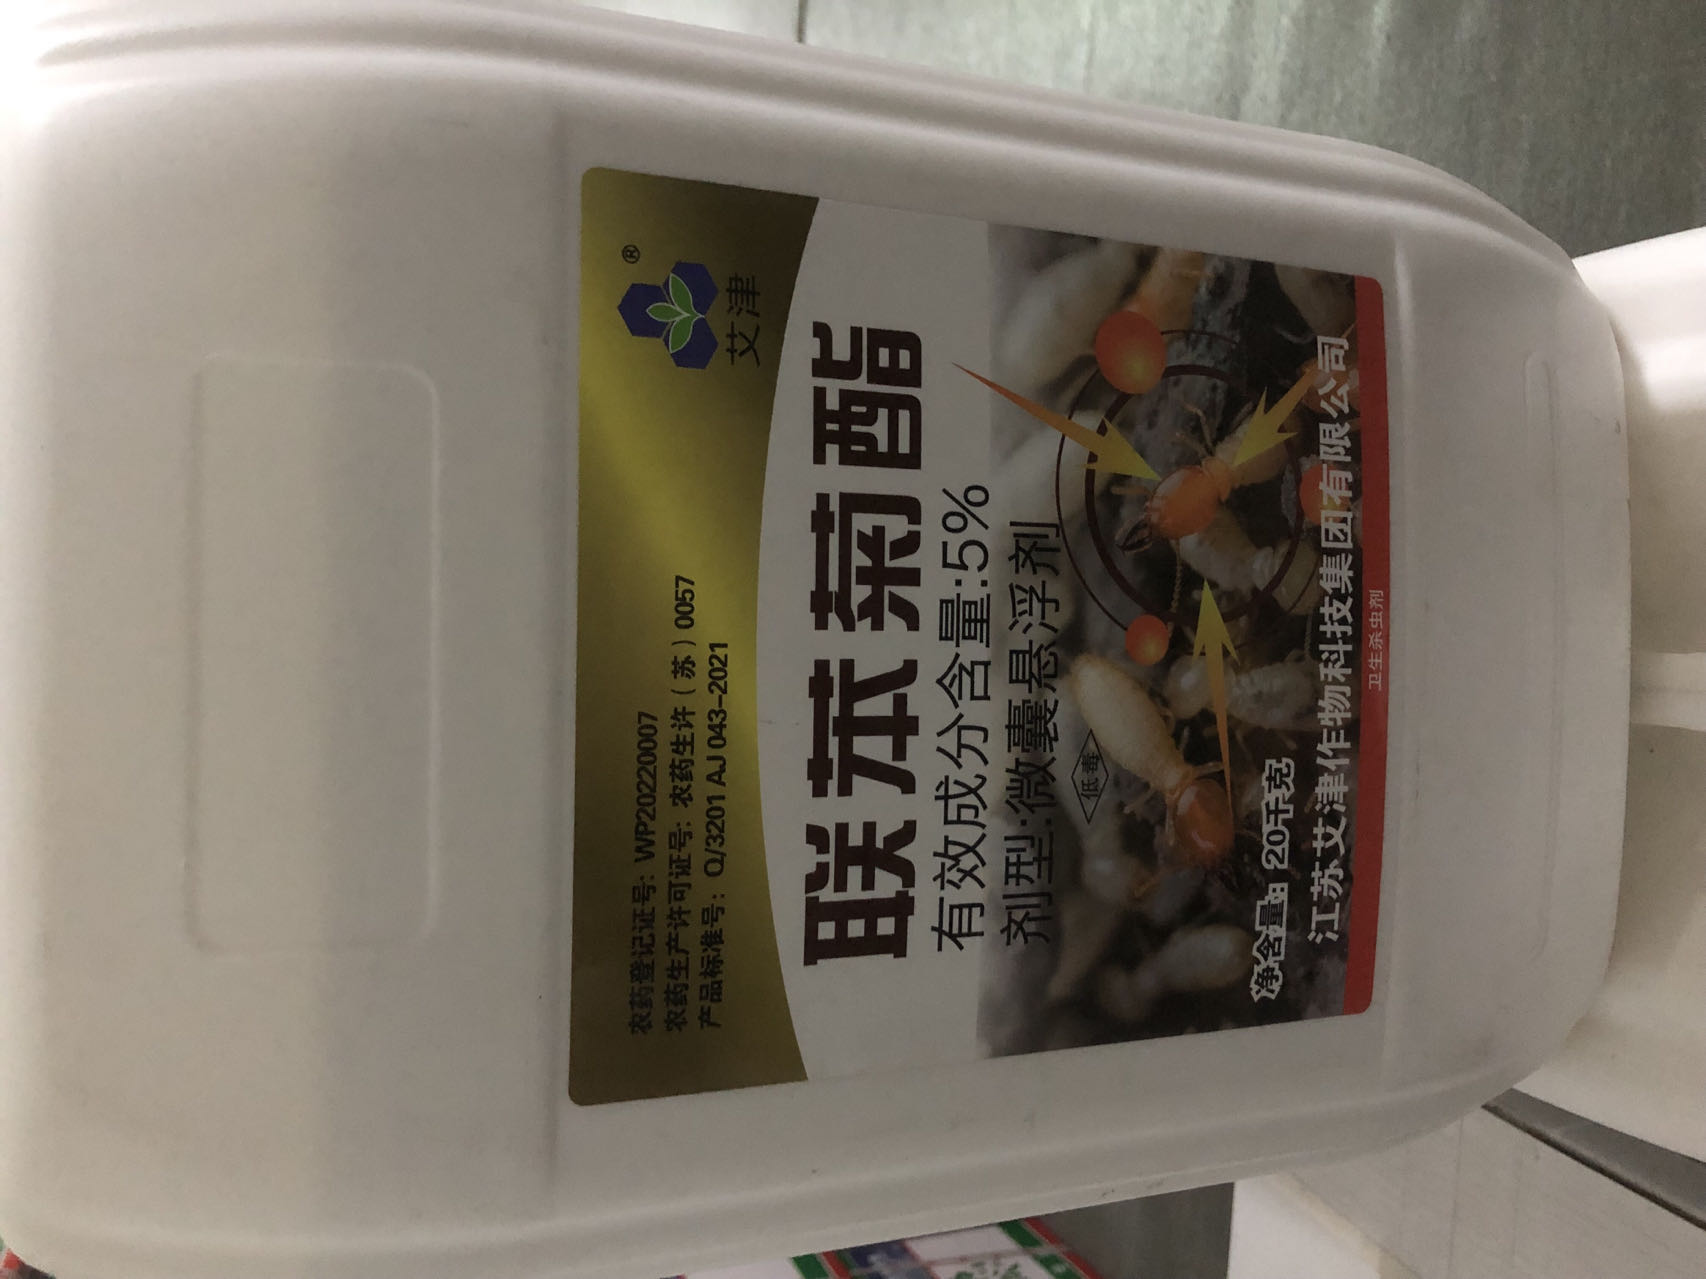 农药登记证号: WP20220007
农药生产许可证号: 农药生许(苏)0057
产品标准号: Q/3201 AJ 043-2021
®
艾津
联苯菊酯
有效成分含量:5%
剂型:微囊悬浮剂
低毒
净含量: 20千克
江苏艾津作物科技集团有限公司
卫生杀虫剂